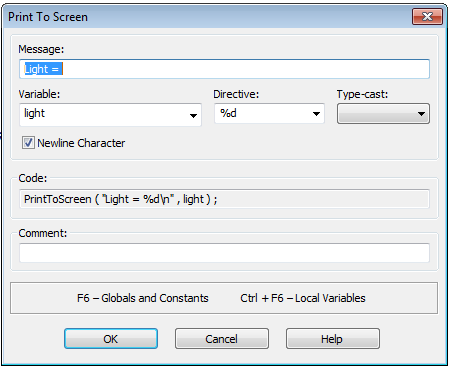 Print To Screen
Message:
Light =
Variable: Directive: Type-cast:
light %d
Newline Character
Code:
PrintToScreen ( "Light = %d\n" , light ) ;
Comment:
F6 – Globals and Constants Ctrl + F6 – Local Variables
OK Cancel Help